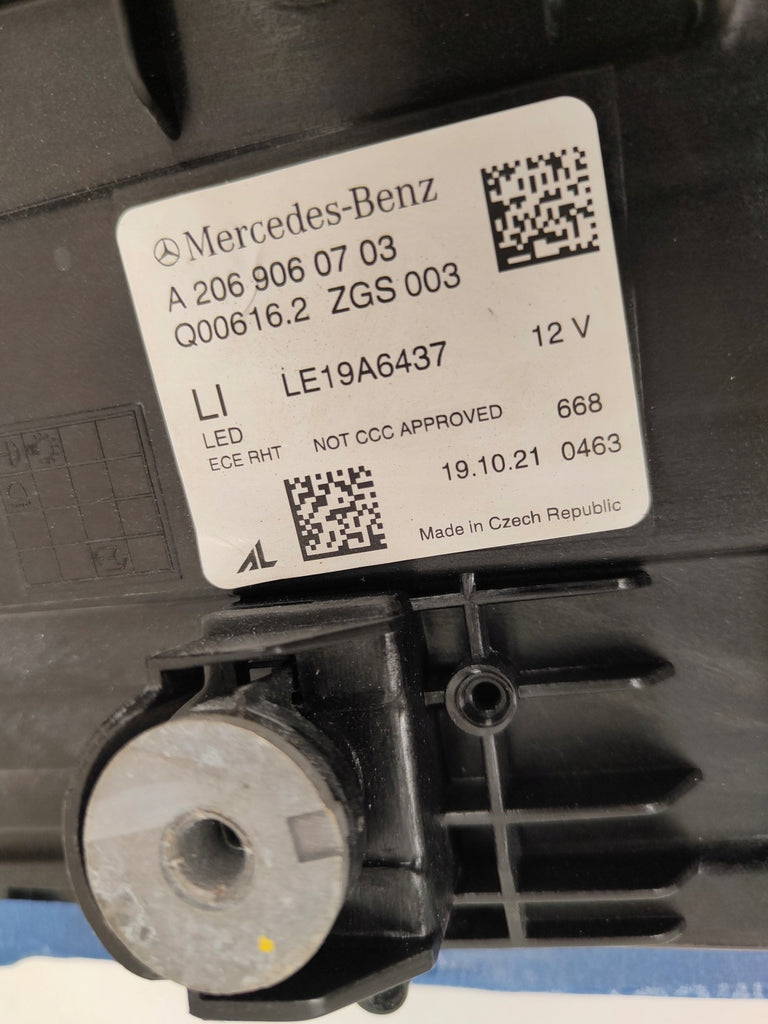 Mercedes-Benz
A 206 906 07 03
Q00616.2 ZGS 003
LI LE19A6437 12 V
LED
ECE RHT NOT CCC APPROVED 668
19.10.21 0463
AL Made in Czech Republic